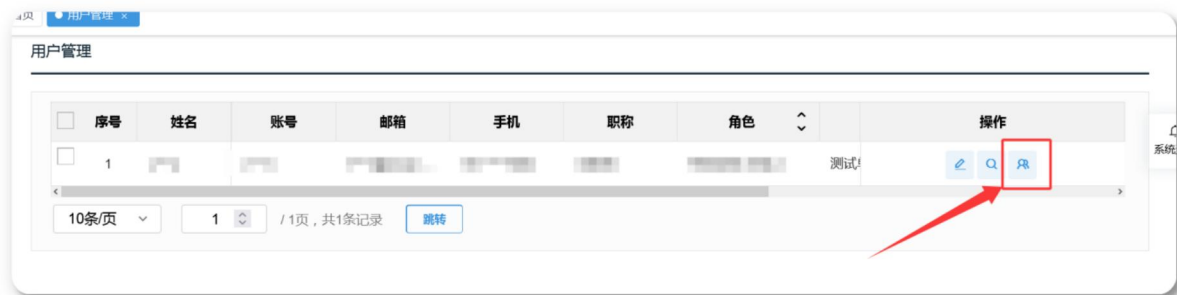 页 用户管理 ×
用户管理
序号 姓名 账号 邮箱 手机 职称 角色 操作
1 测试
系统
10条/页 1 / 1页，共1条记录 跳转